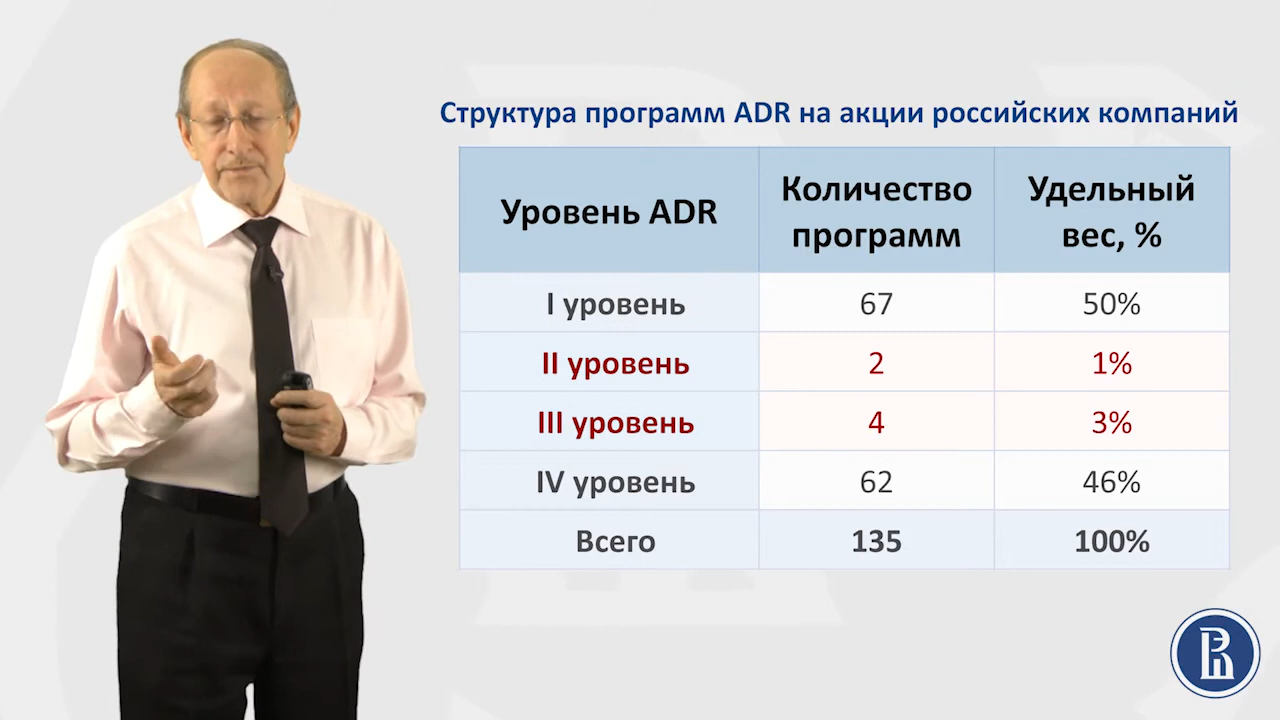 Структура программ ADR на акции российских компаний
Уровень ADR
Количество
программ
Удельный
вес, %
I уровень 67 50%
II уровень 2 1%
III уровень 4 3%
IV уровень 62 46%
Всего 135 100%